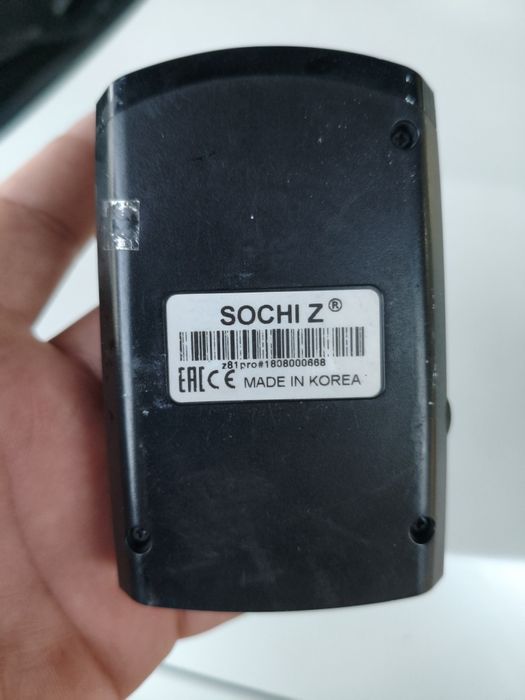 SOCHI Z ®
z81pro#1808000668
EAC CE MADE IN KOREA